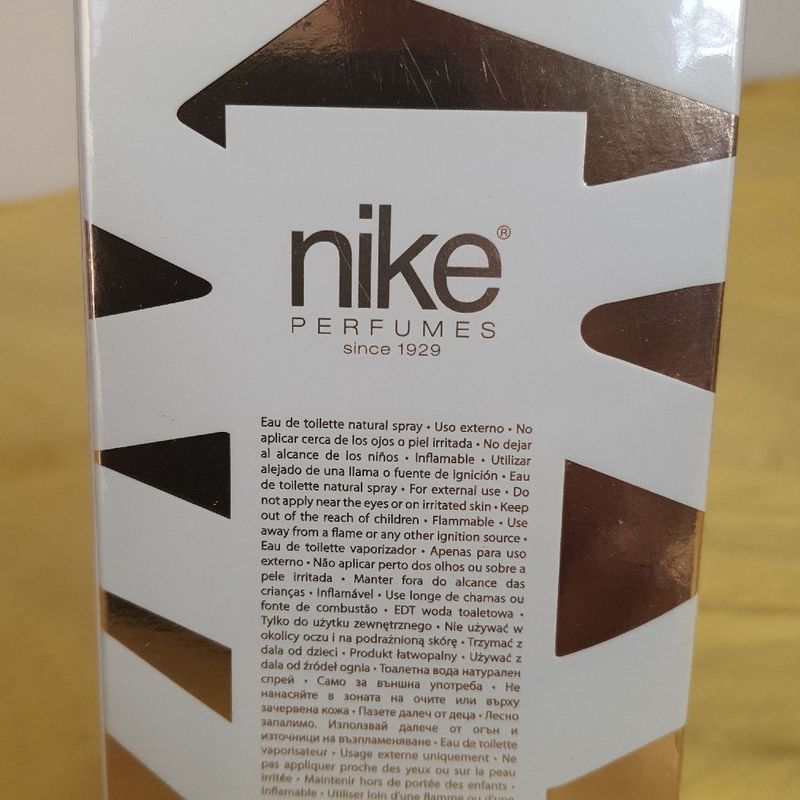 nike®
PERFUMES
since 1929
Eau de toilette natural spray • Uso externo • No
aplicar cerca de los ojos o piel irritada • No dejar
al alcance de los niños • Inflamable • Utilizar
alejado de una llama o fuente de ignición • Eau
de toilette natural spray • For external use • Do
not apply near the eyes or on irritated skin • Keep
out of the reach of children • Flammable • Use
away from a flame or any other ignition source •
Eau de toilette vaporizador • Apenas para uso
externo • Não aplicar perto dos olhos ou sobre a
pele irritada • Manter fora do alcance das
crianças • Inflamável • Use longe de chamas ou
fonte de combustão • EDT woda toaletowa •
Tylko do użytku zewnętrznego • Nie używać w
okolicy oczu i na podrażnioną skórę • Trzymać z
dala od dzieci • Produkt łatwopalny • Używać z
dala od źródeł ognia • Тоалетна вода натурален
спрей • Само за външна употреба • Не
нанасяйте в зоната на очите или върху
зачервена кожа • Пазете далеч от деца • Лесно
запалимо. Използвай далече от огън и
източници на възпламеняване • Eau de toilette
vaporisateur • Usage externe uniquement • Ne
pas appliquer proche des yeux ou sur la peau
irritée • Maintenir hors de portée des enfants •
Inflamable • Utiliser loin d'une flamme ou d'une